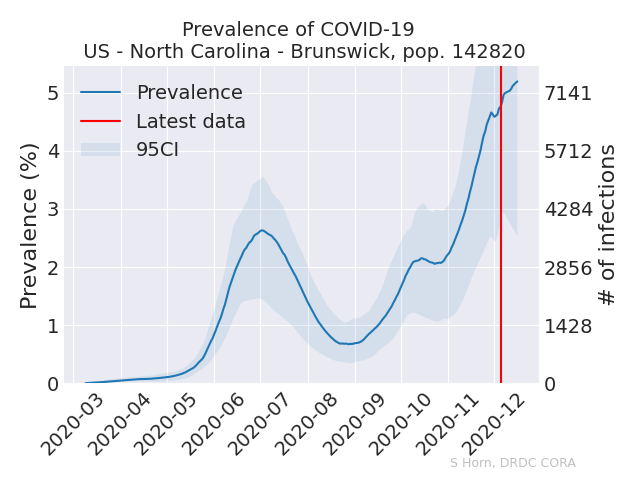 Prevalence of COVID-19
US - North Carolina - Brunswick, pop. 142820
Prevalence
Latest data
95CI
Prevalence (%)
5
4
3
2
1
0
7141
5712
4284
2856
1428
0
# of infections
2020-03
2020-04
2020-05
2020-06
2020-07
2020-08
2020-09
2020-10
2020-11
2020-12
S Horn, DRDC CORA